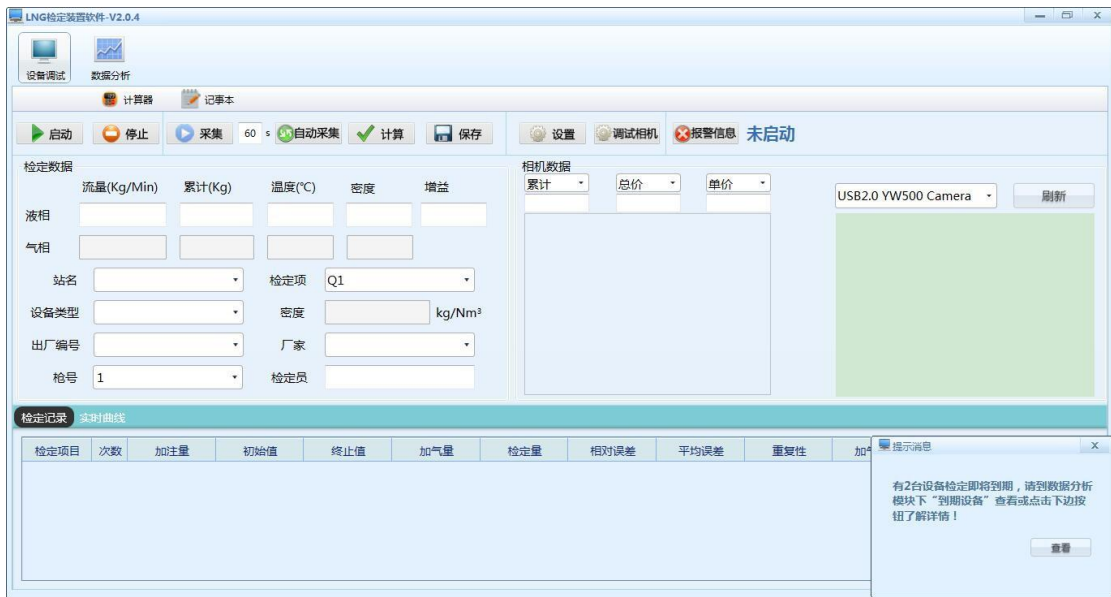 LNG检定装置软件-V2.0.4
设备调试 数据分析
计算器 记事本
启动 停止 采集 60 s 自动采集 计算 保存 设置 调试相机 报警信息 未启动
检定数据 相机数据
流量(Kg/Min) 累计(Kg) 温度(℃) 密度 增益 累计 总价 单价
USB2.0 YW500 Camera 刷新
液相
气相
站名 检定项 Q1
设备类型 密度 kg/Nm³
出厂编号 厂家
枪号 1 检定员
检定记录 实时曲线
检定项目 次数 加注量 初始值 终止值 加气量 检定量 相对误差 平均误差 重复性
提示消息
有2台设备检定即将到期，请到数据分析
模块下“到期设备”查看或点击下边按
钮了解详情！
查看